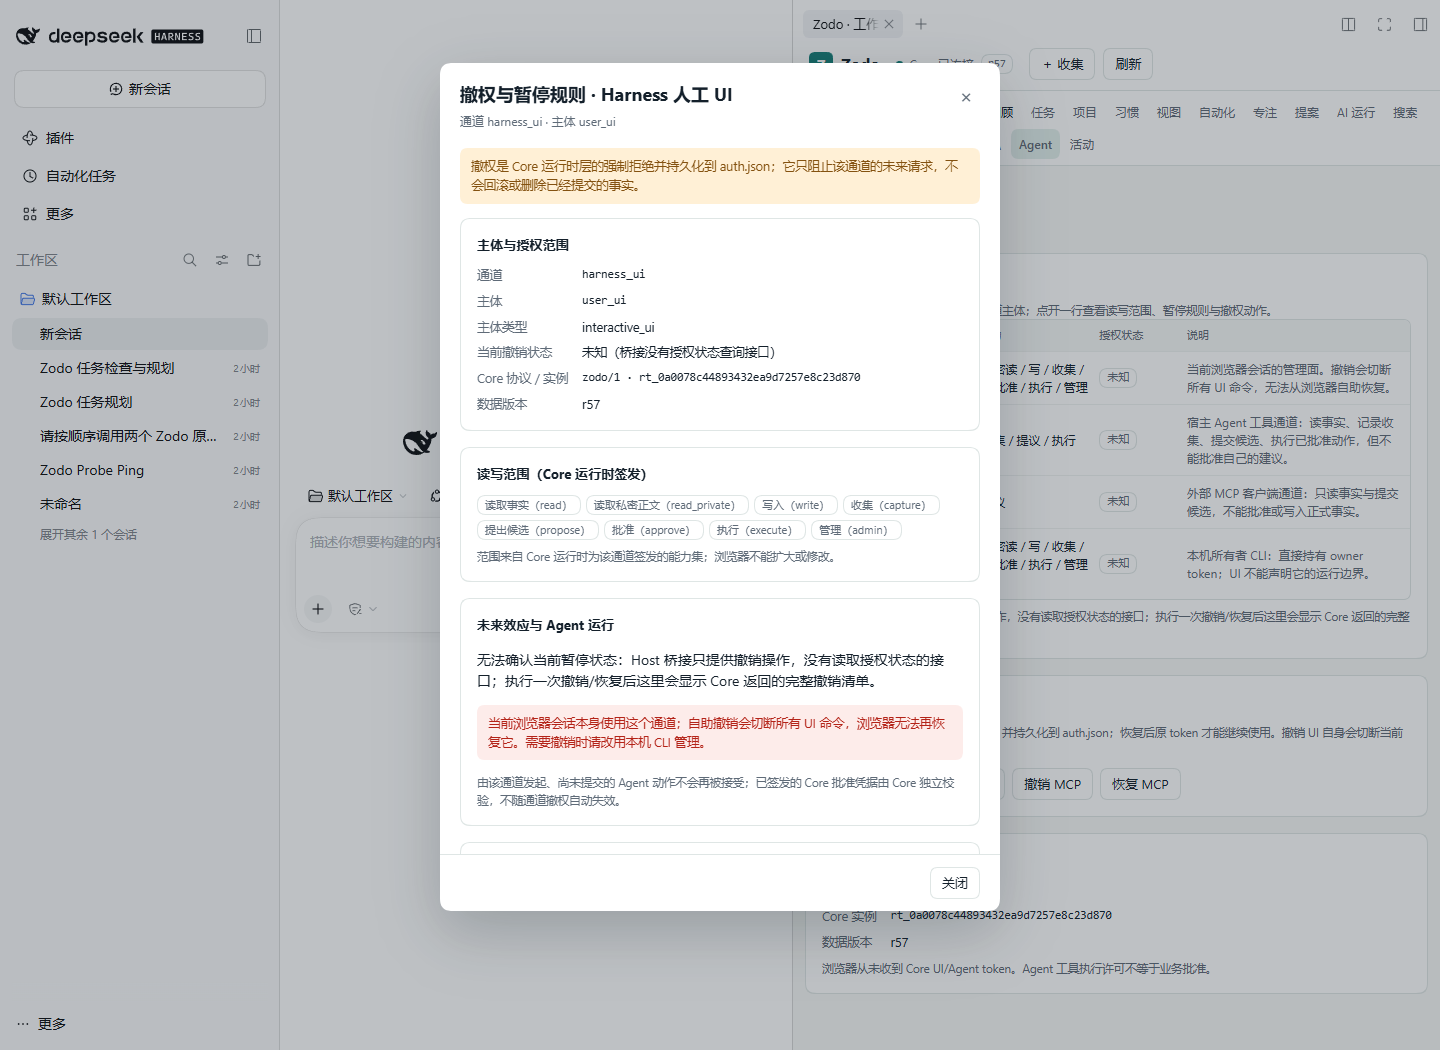 deepseek HARNESS
新会话
插件
自动化任务
更多
工作区
默认工作区
新会话
Zodo 任务检查与规划 2小时
Zodo 任务规划 2小时
请按顺序调用两个 Zodo 原... 2小时
Zodo Probe Ping 2小时
未命名 2小时
展开其余 1 个会话
··· 更多
默认工作区
描述你想要构建的内容
Zodo · 工作
r57
+ 收集
刷新
顾 任务 项目 习惯 视图 自动化 专注 提案 AI 运行 搜索
Agent 活动
撤权与暂停规则 · Harness 人工 UI
通道 harness_ui · 主体 user_ui
撤权是 Core 运行时层的强制拒绝并持久化到 auth.json；它只阻止该通道的未来请求，不
会回滚或删除已经提交的事实。
主体与授权范围
通道 harness_ui
主体 user_ui
主体类型 interactive_ui
当前撤销状态 未知（桥接没有授权状态查询接口）
Core 协议 / 实例 zodo/1 · rt_0a0078c44893432ea9d7257e8c23d870
数据版本 r57
读写范围（Core 运行时签发）
读取事实（read） 读取私密正文（read_private） 写入（write） 收集（capture）
提出候选（propose） 批准（approve） 执行（execute） 管理（admin）
范围来自 Core 运行时为该通道签发的能力集；浏览器不能扩大或修改。
未来效应与 Agent 运行
无法确认当前暂停状态：Host 桥接只提供撤销操作，没有读取授权状态的接
口；执行一次撤销/恢复后这里会显示 Core 返回的完整撤销清单。
当前浏览器会话本身使用这个通道；自助撤销会切断所有 UI 命令，浏览器无法再恢
复它。需要撤销时请改用本机 CLI 管理。
由该通道发起、尚未提交的 Agent 动作不会再被接受；已签发的 Core 批准凭据由 Core 独立校
验，不随通道撤权自动失效。
关闭
主体；点开一行查看读写范围、暂停规则与撤权动作。
授权状态 说明
读 / 写 / 收集 /
准 / 执行 / 管理
未知
当前浏览器会话的管理面。撤销会切断
所有 UI 命令，无法从浏览器自助恢复。
/ 提议 / 执行
未知
宿主 Agent 工具通道：读事实、记录收
集、提交候选、执行已批准动作，但不
能批准自己的建议。
未知
外部 MCP 客户端通道：只读事实与提交
候选，不能批准或写入正式事实。
读 / 写 / 收集 /
准 / 执行 / 管理
未知
本机所有者 CLI：直接持有 owner
token；UI 不能声明它的运行边界。
，没有读取授权状态的接口；执行一次撤销/恢复后这里会显示 Core 返回的完整
并持久化到 auth.json；恢复后原 token 才能继续使用。撤销 UI 自身会切断当前
撤销 MCP
恢复 MCP
Core 实例 rt_0a0078c44893432ea9d7257e8c23d870
数据版本 r57
浏览器从未收到 Core UI/Agent token。Agent 工具执行许可不等于业务批准。